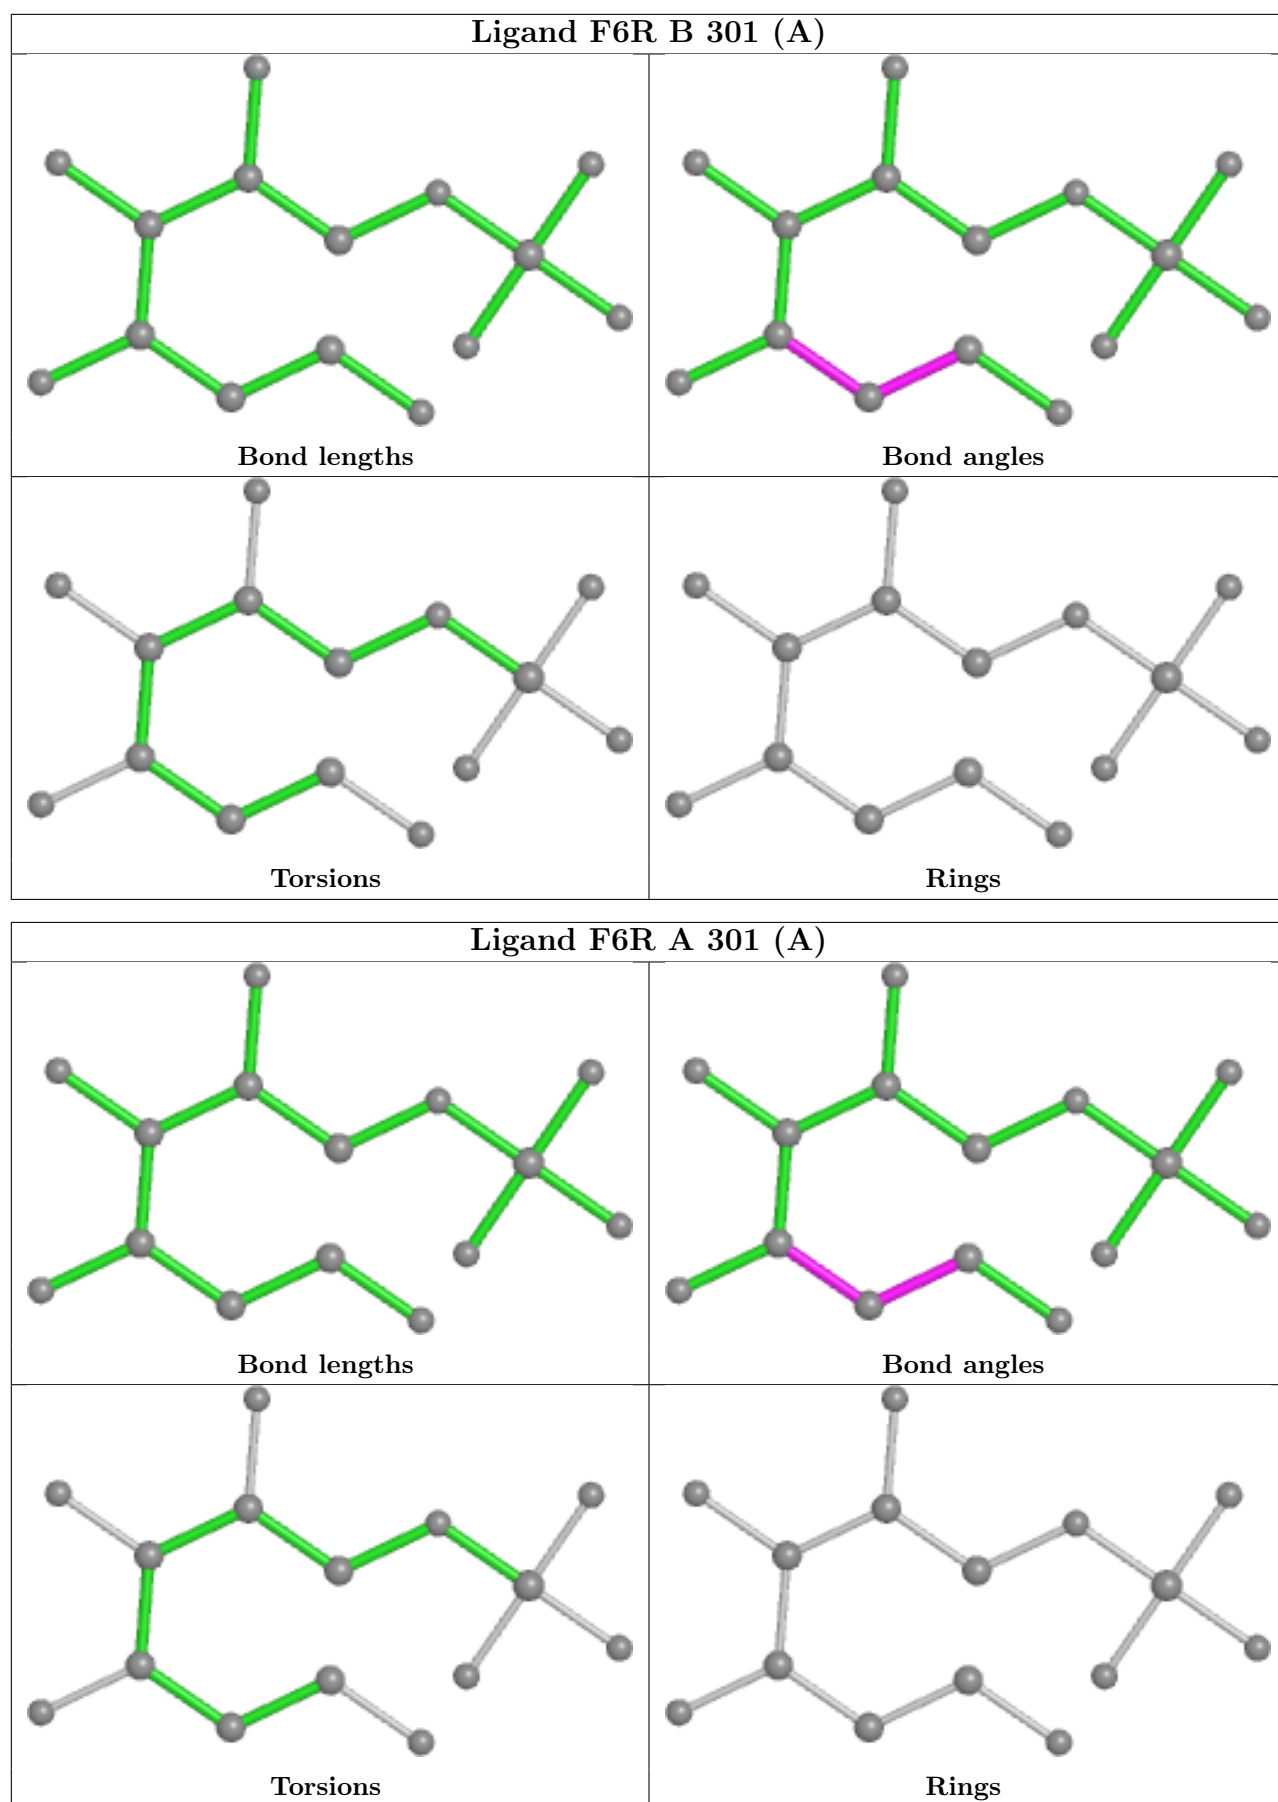 Ligand F6R B 301 (A)
Bond lengths
Bond angles
Torsions
Rings
Ligand F6R A 301 (A)
Bond lengths
Bond angles
Torsions
Rings